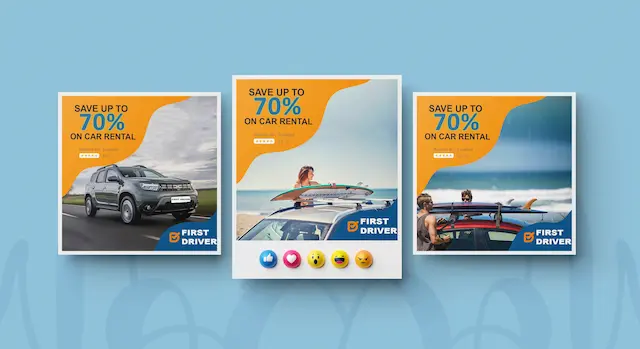 SAVE UP TO
70%
ON CAR RENTAL
FIRST
DRIVER
SAVE UP TO
70%
ON CAR RENTAL
FIRST
DRIVER
SAVE UP TO
70%
ON CAR RENTAL
FIRST
DRIVER